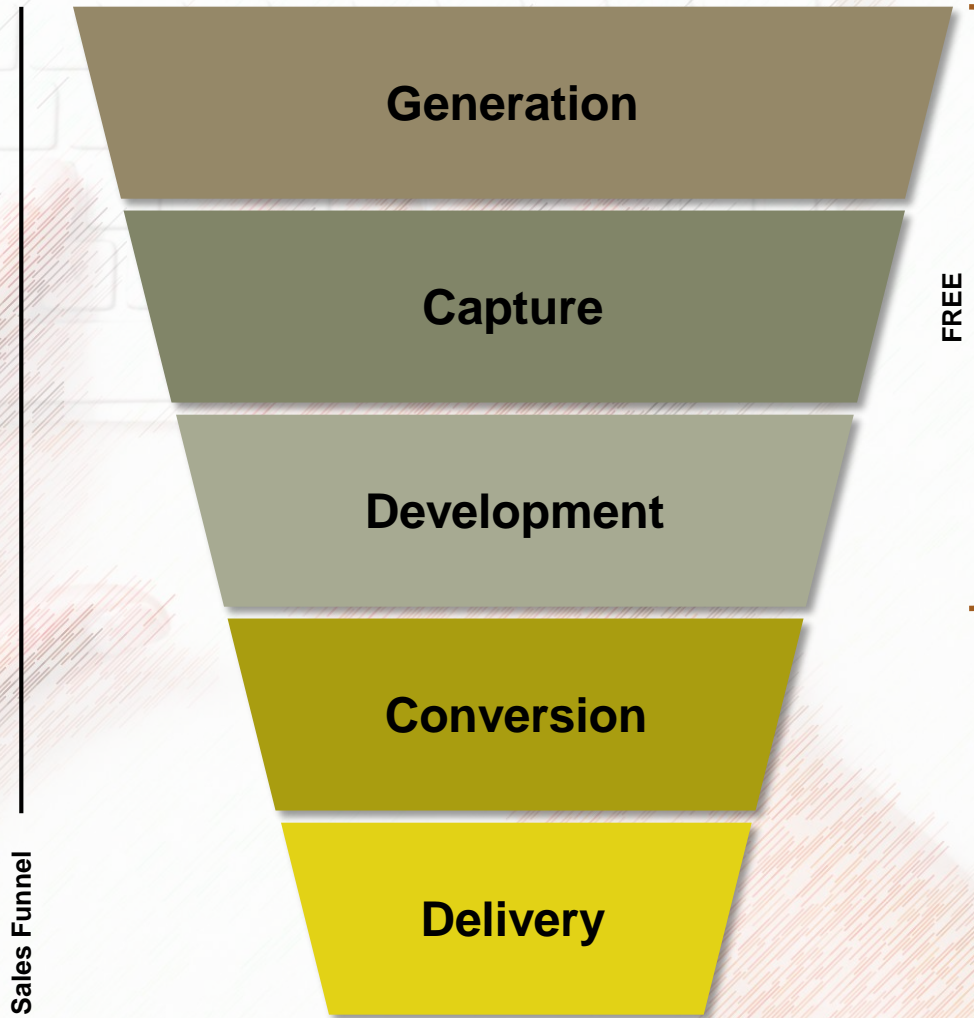 Generation
Capture
FREE
Development
Conversion
Delivery
Sales Funnel